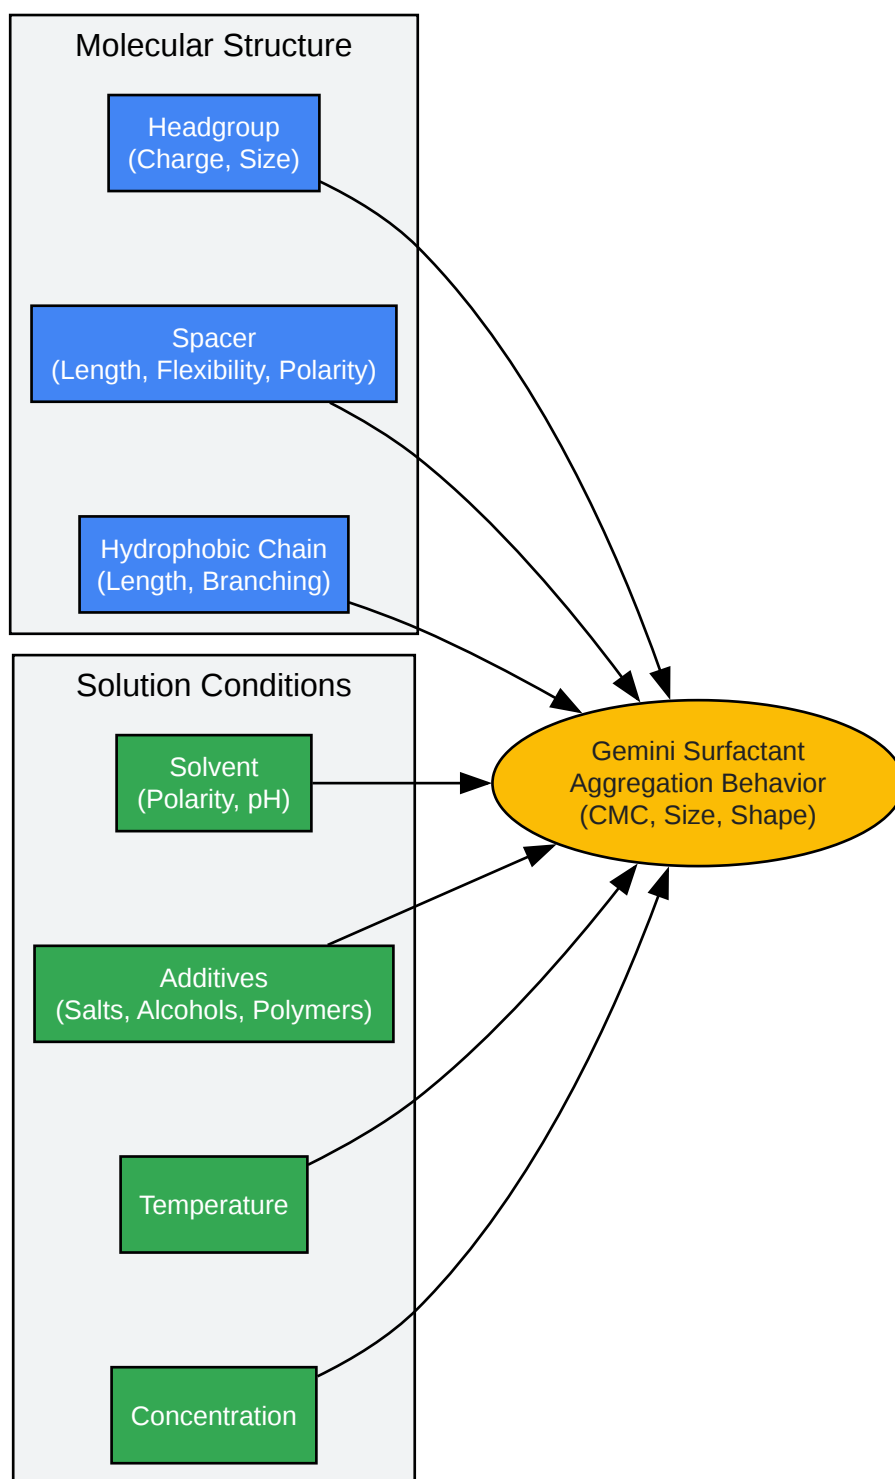 Molecular Structure
Headgroup
(Charge, Size)
Spacer
(Length, Flexibility, Polarity)
Hydrophobic Chain
(Length, Branching)
Solution Conditions
Solvent
(Polarity, pH)
Additives
(Salts, Alcohols, Polymers)
Temperature
Concentration
Gemini Surfactant
Aggregation Behavior
(CMC, Size, Shape)